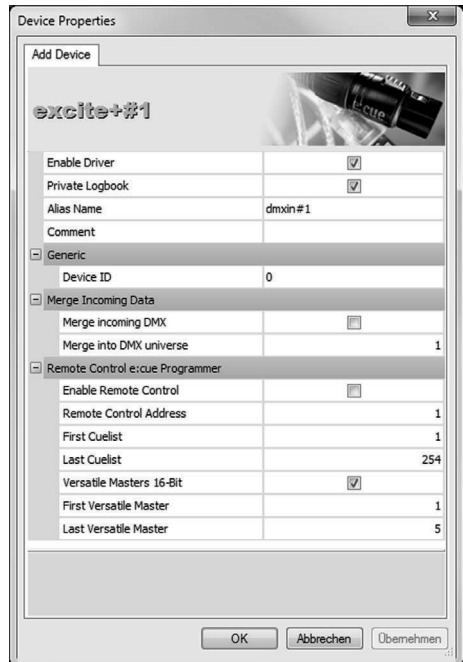 Device Properties
Add Device
excite+#1
e:cue
Enable Driver
Private Logbook
Alias Name dmxin#1
Comment
Generic
Device ID 0
Merge Incoming Data
Merge incoming DMX
Merge into DMX universe 1
Remote Control e:cue Programmer
Enable Remote Control
Remote Control Address 1
First Cuelist 1
Last Cuelist 254
Versatile Masters 16-Bit
First Versatile Master 1
Last Versatile Master 5
OK Abbrechen Übernehmen